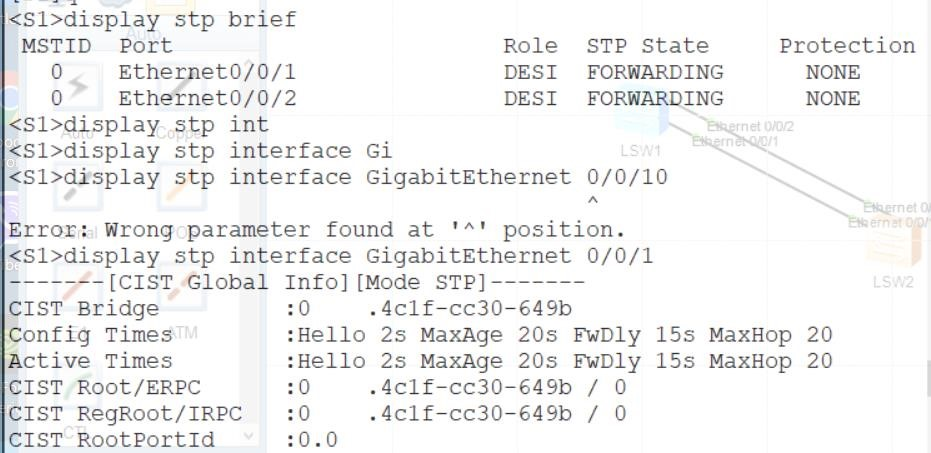 <S1>display stp brief
 MSTID  Port                        Role  STP State     Protection
   0    Ethernet0/0/1               DESI  FORWARDING      NONE
   0    Ethernet0/0/2               DESI  FORWARDING      NONE
<S1>display stp int
<S1>display stp interface Gi
<S1>display stp interface GigabitEthernet 0/0/10
                                          ^
Error: Wrong parameter found at '^' position.
<S1>display stp interface GigabitEthernet 0/0/1
-------[CIST Global Info][Mode STP]-------
CIST Bridge         :0    .4c1f-cc30-649b
Config Times        :Hello 2s MaxAge 20s FwDly 15s MaxHop 20
Active Times        :Hello 2s MaxAge 20s FwDly 15s MaxHop 20
CIST Root/ERPC      :0    .4c1f-cc30-649b / 0
CIST RegRoot/IRPC   :0    .4c1f-cc30-649b / 0
CIST RootPortId     :0.0
Auto
Auto
Ethernet 0/0/2
Ethernet 0/0/1
LSW1
Ethernet 0/
Ethernet 0/0/
LSW2
ATM
CTL